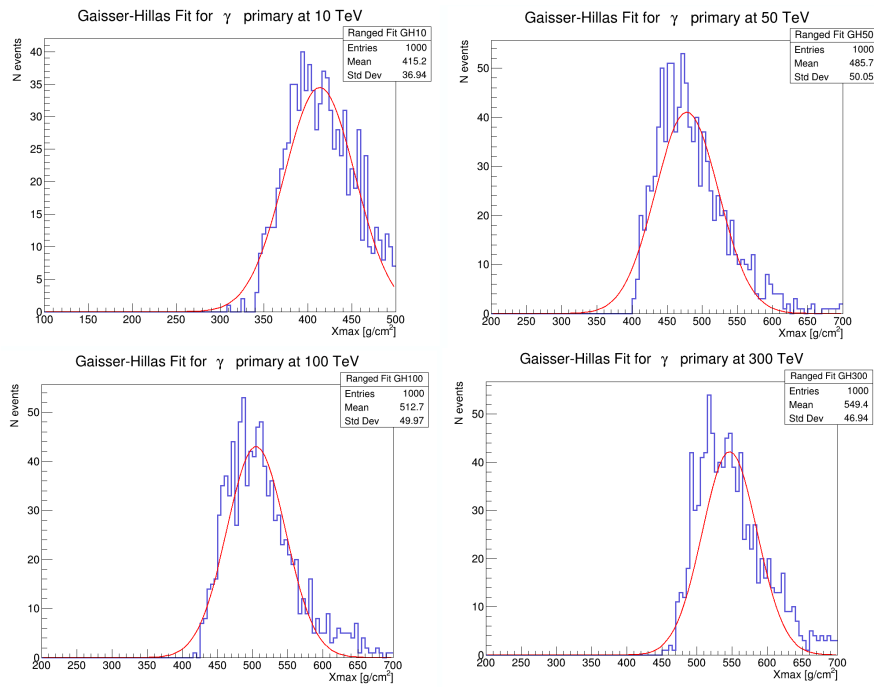 Gaisser-Hillas Fit for γ primary at 10 TeV
Ranged Fit GH10
Entries 1000
Mean 415.2
Std Dev 36.94
N events
40
35
30
25
20
15
10
5
0
100 150 200 250 300 350 400 450 500
Xmax [g/cm²]
Gaisser-Hillas Fit for γ primary at 50 TeV
Ranged Fit GH50
Entries 1000
Mean 485.7
Std Dev 50.05
N events
50
40
30
20
10
0
200 250 300 350 400 450 500 550 600 650 700
Xmax [g/cm²]
Gaisser-Hillas Fit for γ primary at 100 TeV
Ranged Fit GH100
Entries 1000
Mean 512.7
Std Dev 49.97
N events
50
40
30
20
10
0
200 250 300 350 400 450 500 550 600 650 700
Xmax [g/cm²]
Gaisser-Hillas Fit for γ primary at 300 TeV
Ranged Fit GH300
Entries 1000
Mean 549.4
Std Dev 46.94
N events
50
40
30
20
10
0
200 250 300 350 400 450 500 550 600 650 700
Xmax [g/cm²]